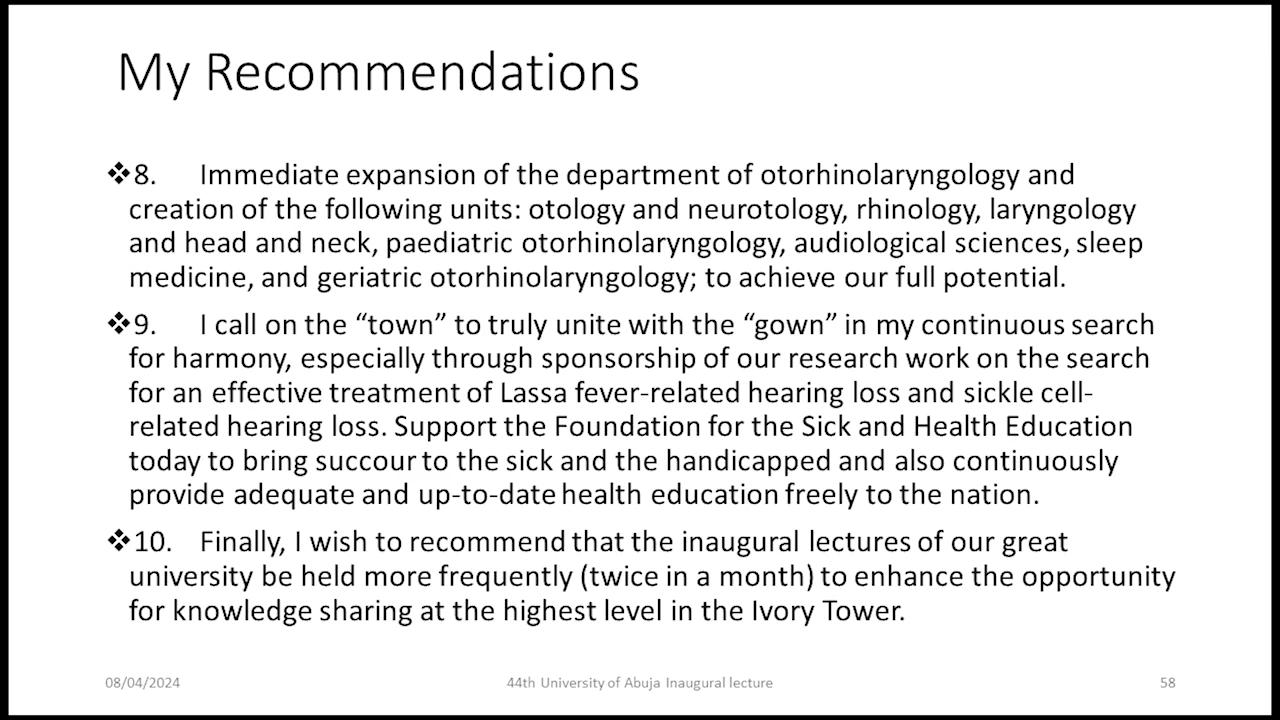 My Recommendations
❖8. Immediate expansion of the department of otorhinolaryngology and
creation of the following units: otology and neurotology, rhinology, laryngology
and head and neck, paediatric otorhinolaryngology, audiological sciences, sleep
medicine, and geriatric otorhinolaryngology; to achieve our full potential.
❖9. I call on the “town” to truly unite with the “gown” in my continuous search
for harmony, especially through sponsorship of our research work on the search
for an effective treatment of Lassa fever-related hearing loss and sickle cell-
related hearing loss. Support the Foundation for the Sick and Health Education
today to bring succour to the sick and the handicapped and also continuously
provide adequate and up-to-date health education freely to the nation.
❖10. Finally, I wish to recommend that the inaugural lectures of our great
university be held more frequently (twice in a month) to enhance the opportunity
for knowledge sharing at the highest level in the Ivory Tower.
08/04/2024 44th University of Abuja Inaugural lecture 58